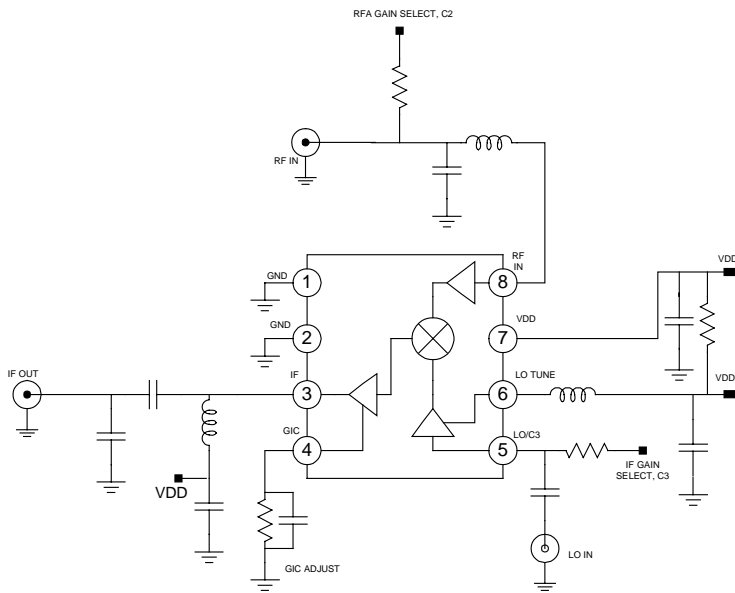 RFA GAIN SELECT, C2
RF IN
RF
IN
GND
1
8
VDD
GND
2
VDD
7
IF OUT
IF
3
LO TUNE
6
VDD
GIC
4
LO/C3
5
IF GAIN
SELECT, C3
VDD
GIC ADJUST
LO IN